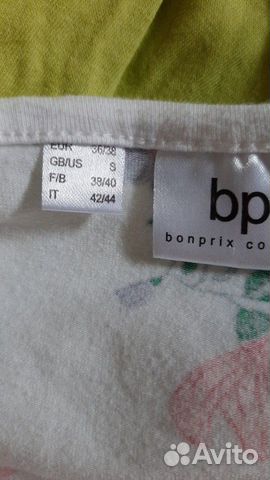 EUR 36/38
GB/US S
F/B 38/40
IT 42/44
bp
bonprix co
Avito